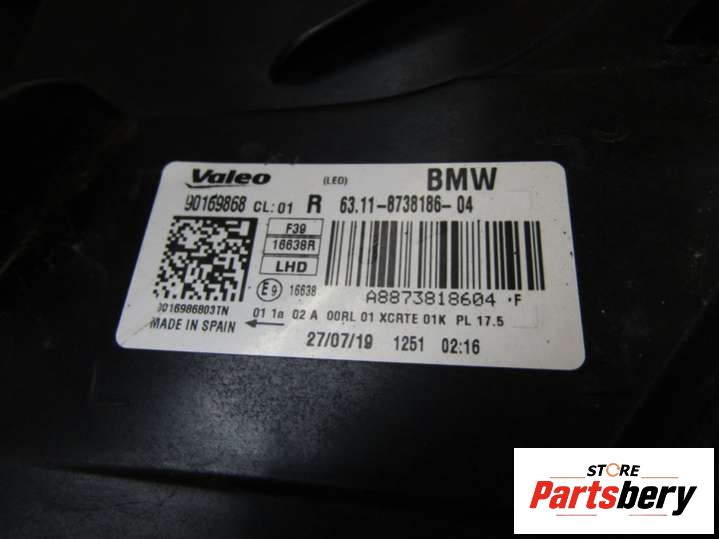 Valeo (LED) BMW
90169868 CL:01 R 63.11-8738186-04
F39
16638R
LHD
E9 16638
A8873818604 ·F
9016986803TN
01 1a 02 A 00RL 01 XCRTE 01K PL 17.5
MADE IN SPAIN
27/07/19 1251 02:16
STORE
Partsbery